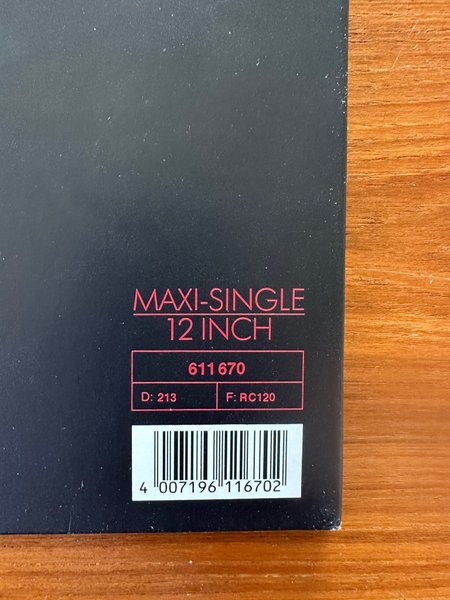 MAXI-SINGLE
12 INCH
611 670
D: 213 F: RC120
4 007196 116702